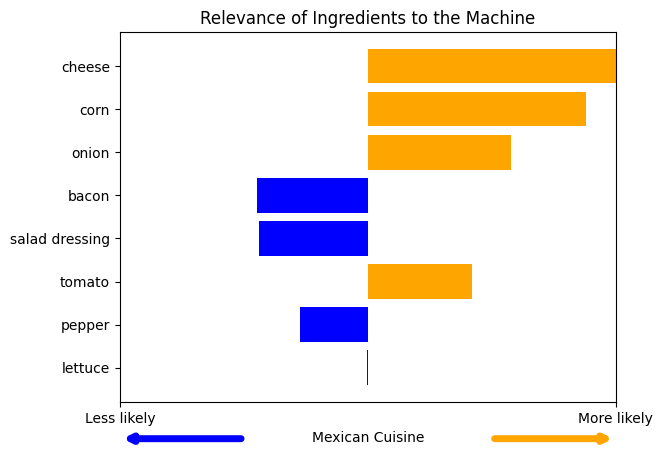 Relevance of Ingredients to the Machine
cheese
corn
onion
bacon
salad dressing
tomato
pepper
lettuce
Less likely
More likely
Mexican Cuisine